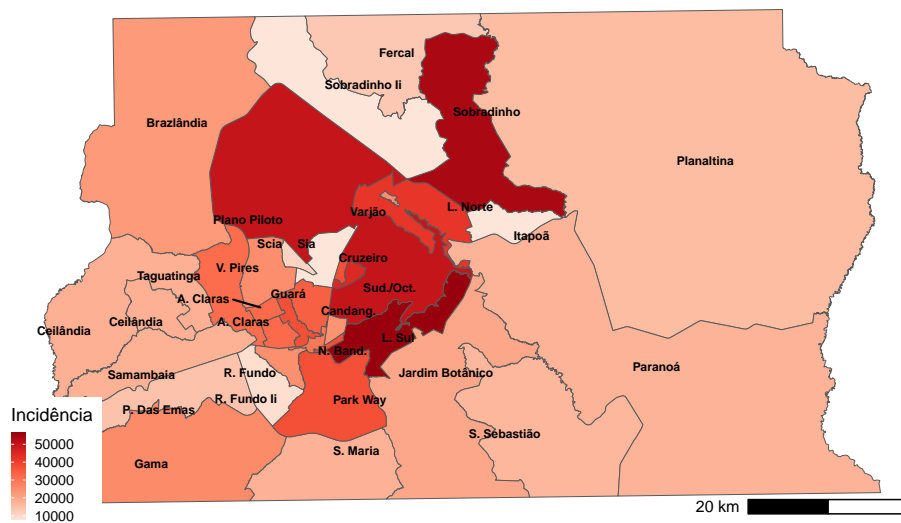 Fercal
Sobradinho Ii
Sobradinho
Brazlândia
Planaltina
L. Norte
Varjão
Plano Piloto
Itapoã
Scia
Sia
Cruzeiro
V. Pires
Taguatinga
Sud./Oct.
Guará
A. Claras
Candang.
Ceilândia
Ceilândia
A. Claras
L. Sul
N. Band.
Paranoá
R. Fundo
Jardim Botânico
Samambaia
R. Fundo Ii
Park Way
P. Das Emas
S. Sebastião
S. Maria
Gama
Incidência
50000
40000
30000
20000
10000
20 km